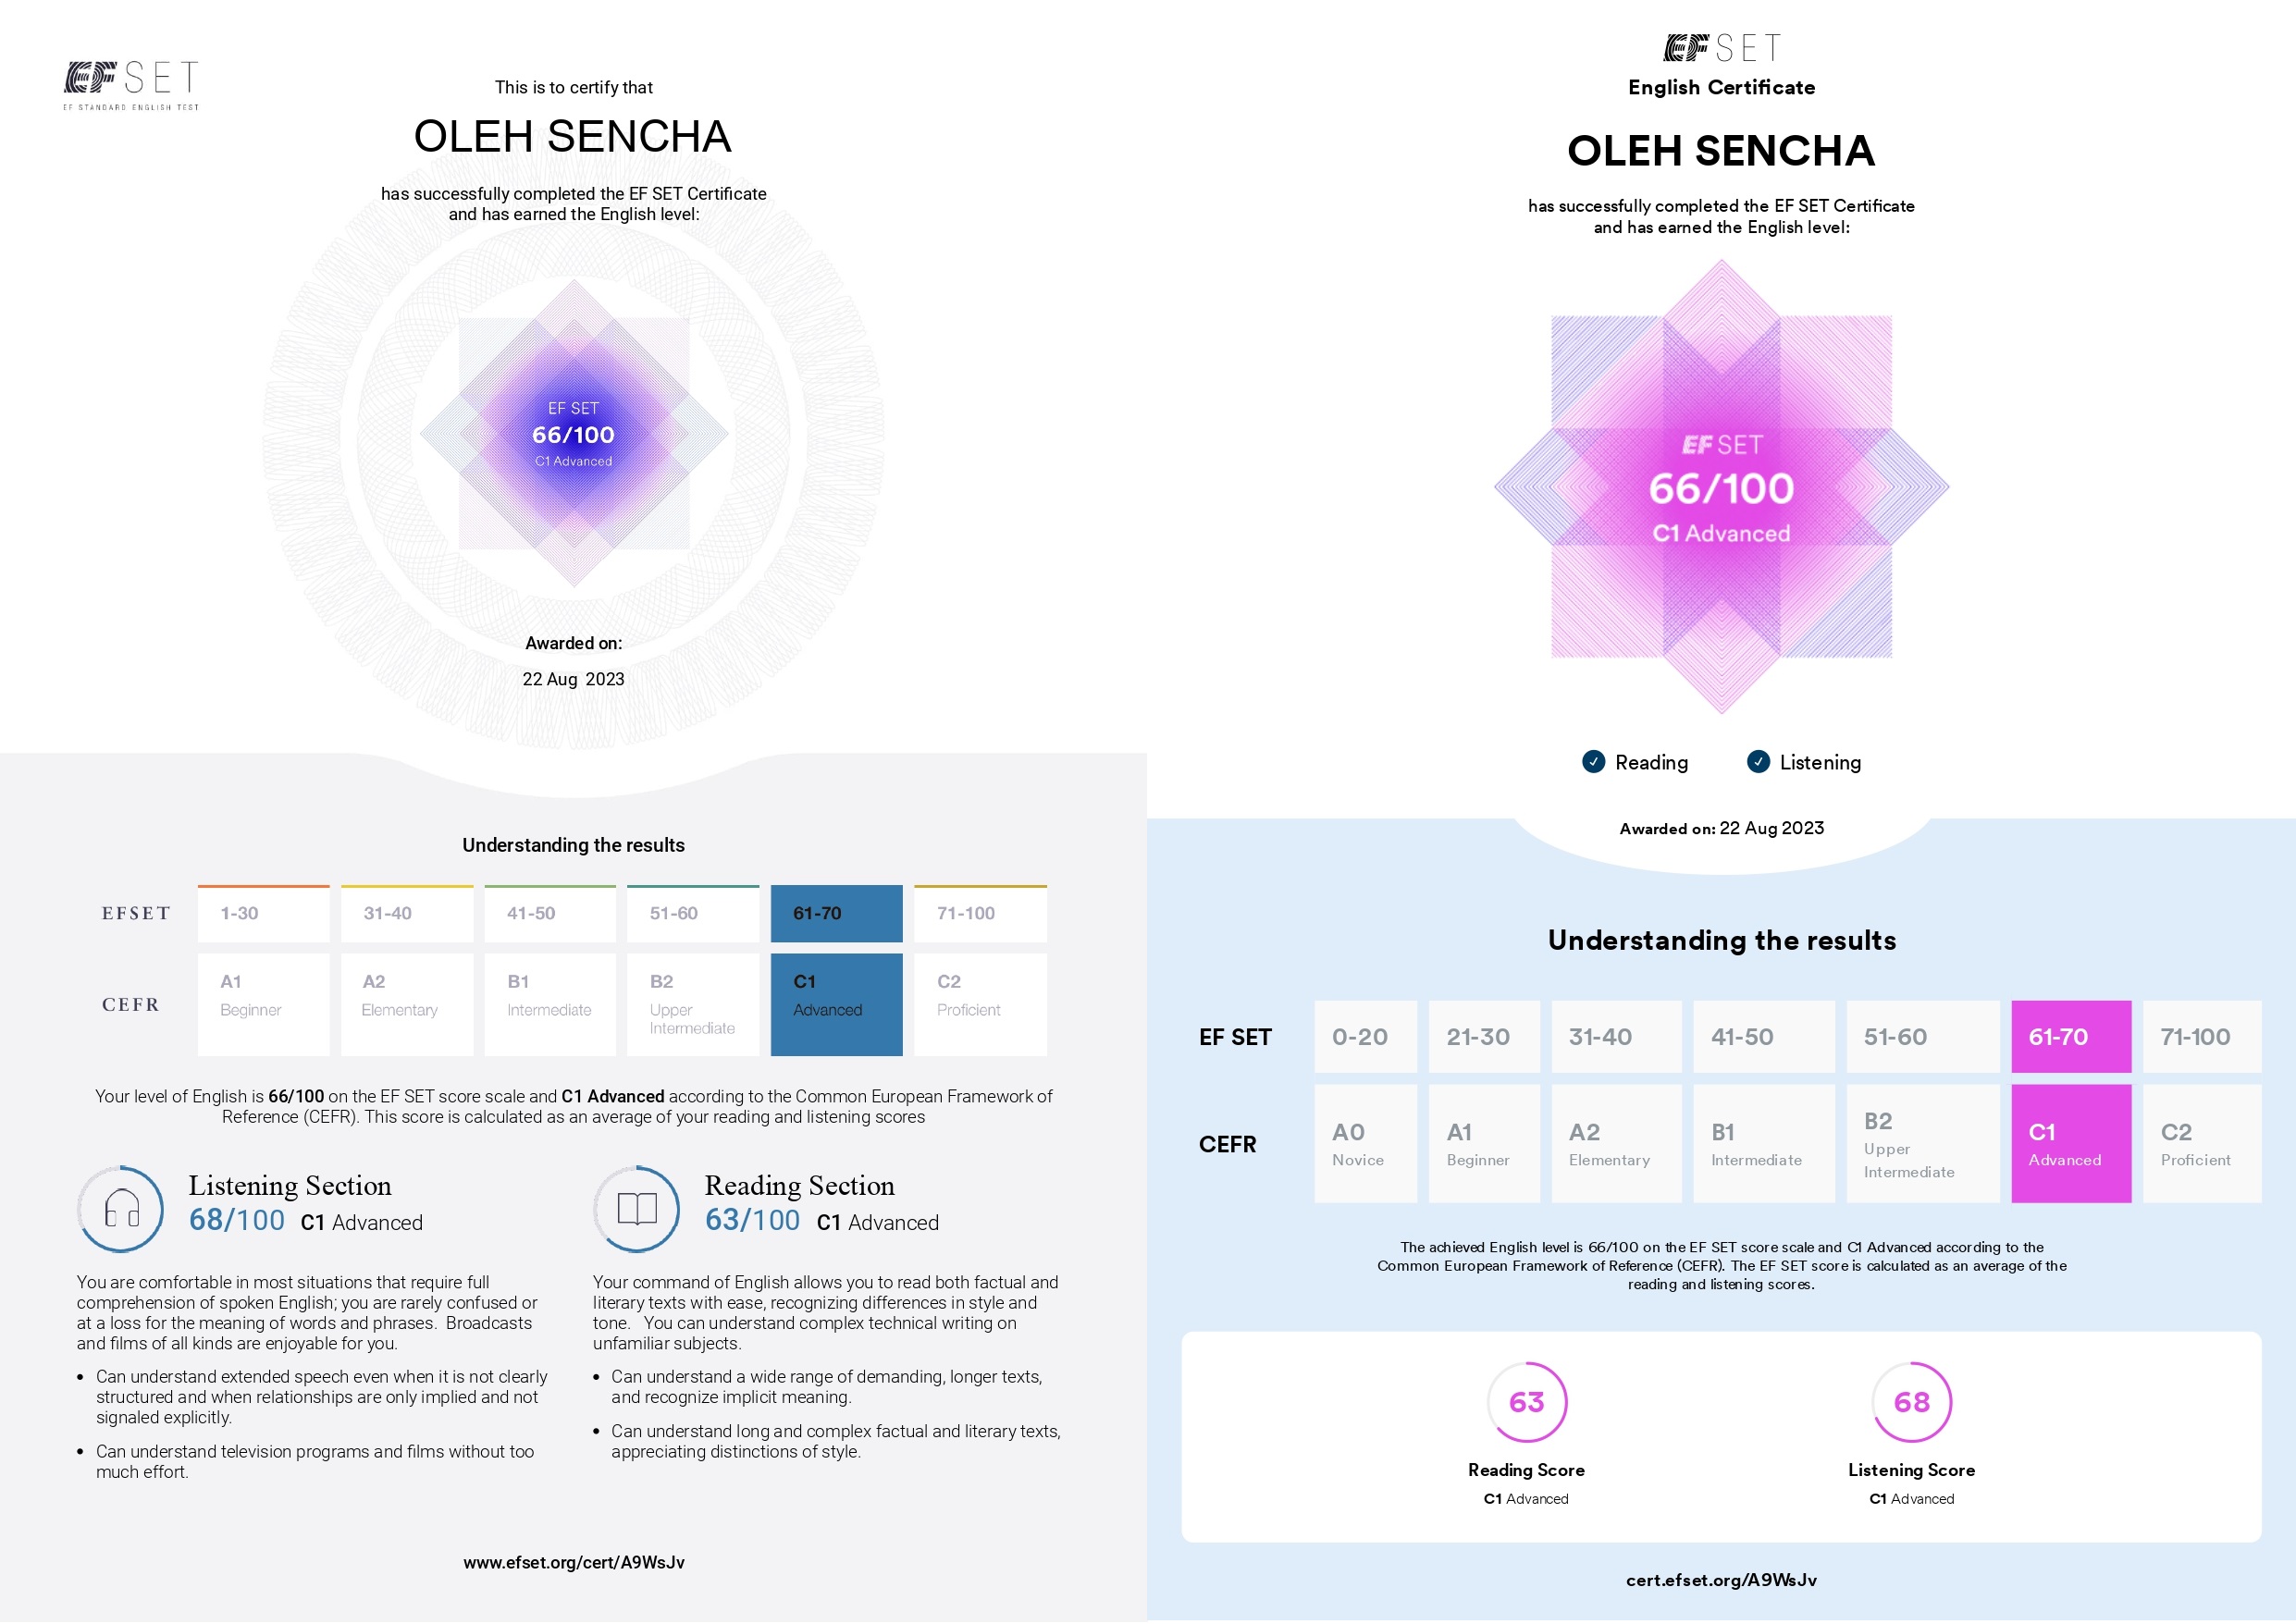 EF SET
EF STANDARD ENGLISH TEST
This is to certify that
OLEH SENCHA
has successfully completed the EF SET Certificate
and has earned the English level:
EF SET
66/100
C1 Advanced
Awarded on:
22 Aug 2023
Understanding the results
EFSET 1-30 31-40 41-50 51-60 61-70 71-100
CEFR
A1 A2 B1 B2 C1 C2
Beginner Elementary Intermediate Upper Advanced Proficient
Intermediate
Your level of English is 66/100 on the EF SET score scale and C1 Advanced according to the Common European Framework of
Reference (CEFR). This score is calculated as an average of your reading and listening scores
Listening Section
68/100 C1 Advanced
You are comfortable in most situations that require full
comprehension of spoken English; you are rarely confused or
at a loss for the meaning of words and phrases. Broadcasts
and films of all kinds are enjoyable for you.
• Can understand extended speech even when it is not clearly
structured and when relationships are only implied and not
signaled explicitly.
• Can understand television programs and films without too
much effort.
Reading Section
63/100 C1 Advanced
Your command of English allows you to read both factual and
literary texts with ease, recognizing differences in style and
tone. You can understand complex technical writing on
unfamiliar subjects.
• Can understand a wide range of demanding, longer texts,
and recognize implicit meaning.
• Can understand long and complex factual and literary texts,
appreciating distinctions of style.
www.efset.org/cert/A9WsJv
EF SET
English Certificate
OLEH SENCHA
has successfully completed the EF SET Certificate
and has earned the English level:
EF SET
66/100
C1 Advanced
Reading Listening
Awarded on: 22 Aug 2023
Understanding the results
EF SET 0-20 21-30 31-40 41-50 51-60 61-70 71-100
CEFR
A0 A1 A2 B1 B2 C1 C2
Novice Beginner Elementary Intermediate Upper Advanced Proficient
Intermediate
The achieved English level is 66/100 on the EF SET score scale and C1 Advanced according to the
Common European Framework of Reference (CEFR). The EF SET score is calculated as an average of the
reading and listening scores.
63 68
Reading Score Listening Score
C1 Advanced C1 Advanced
cert.efset.org/A9WsJv